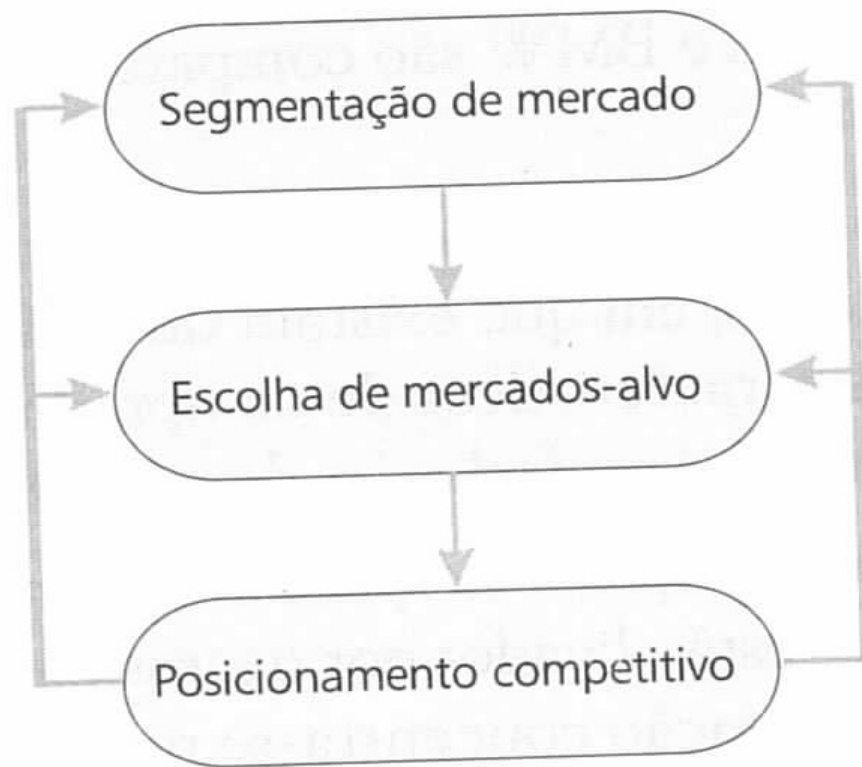 Segmentação de mercado
Escolha de mercados-alvo
Posicionamento competitivo